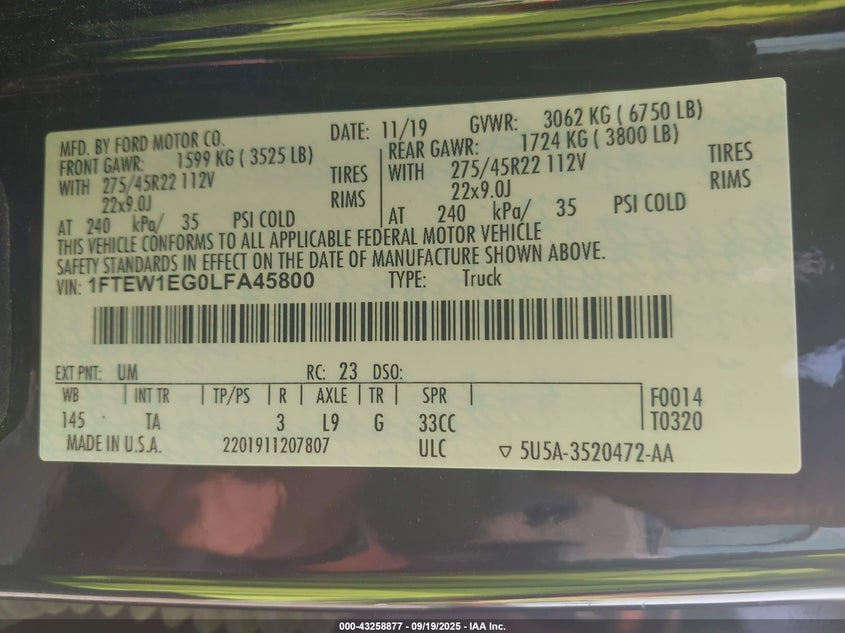 MFD. BY FORD MOTOR CO. DATE: 11/19 GVWR: 3062 KG ( 6750 LB)
FRONT GAWR: 1599 KG ( 3525 LB) REAR GAWR: 1724 KG ( 3800 LB)
WITH 275/45R22 112V TIRES WITH 275/45R22 112V TIRES
22x9.0J RIMS 22x9.0J RIMS
AT 240 kPa/ 35 PSI COLD AT 240 kPa/ 35 PSI COLD
THIS VEHICLE CONFORMS TO ALL APPLICABLE FEDERAL MOTOR VEHICLE
SAFETY STANDARDS IN EFFECT ON THE DATE OF MANUFACTURE SHOWN ABOVE.
VIN: 1FTEW1EG0LFA45800 TYPE: Truck
EXT PNT: UM RC: 23 DSO:
WB INT TR TP/PS R AXLE TR SPR F0014
145 TA 3 L9 G 33CC T0320
MADE IN U.S.A. 2201911207807 ULC ▽ 5U5A-3520472-AA
000-43258877 - 09/19/2025 - IAA Inc.